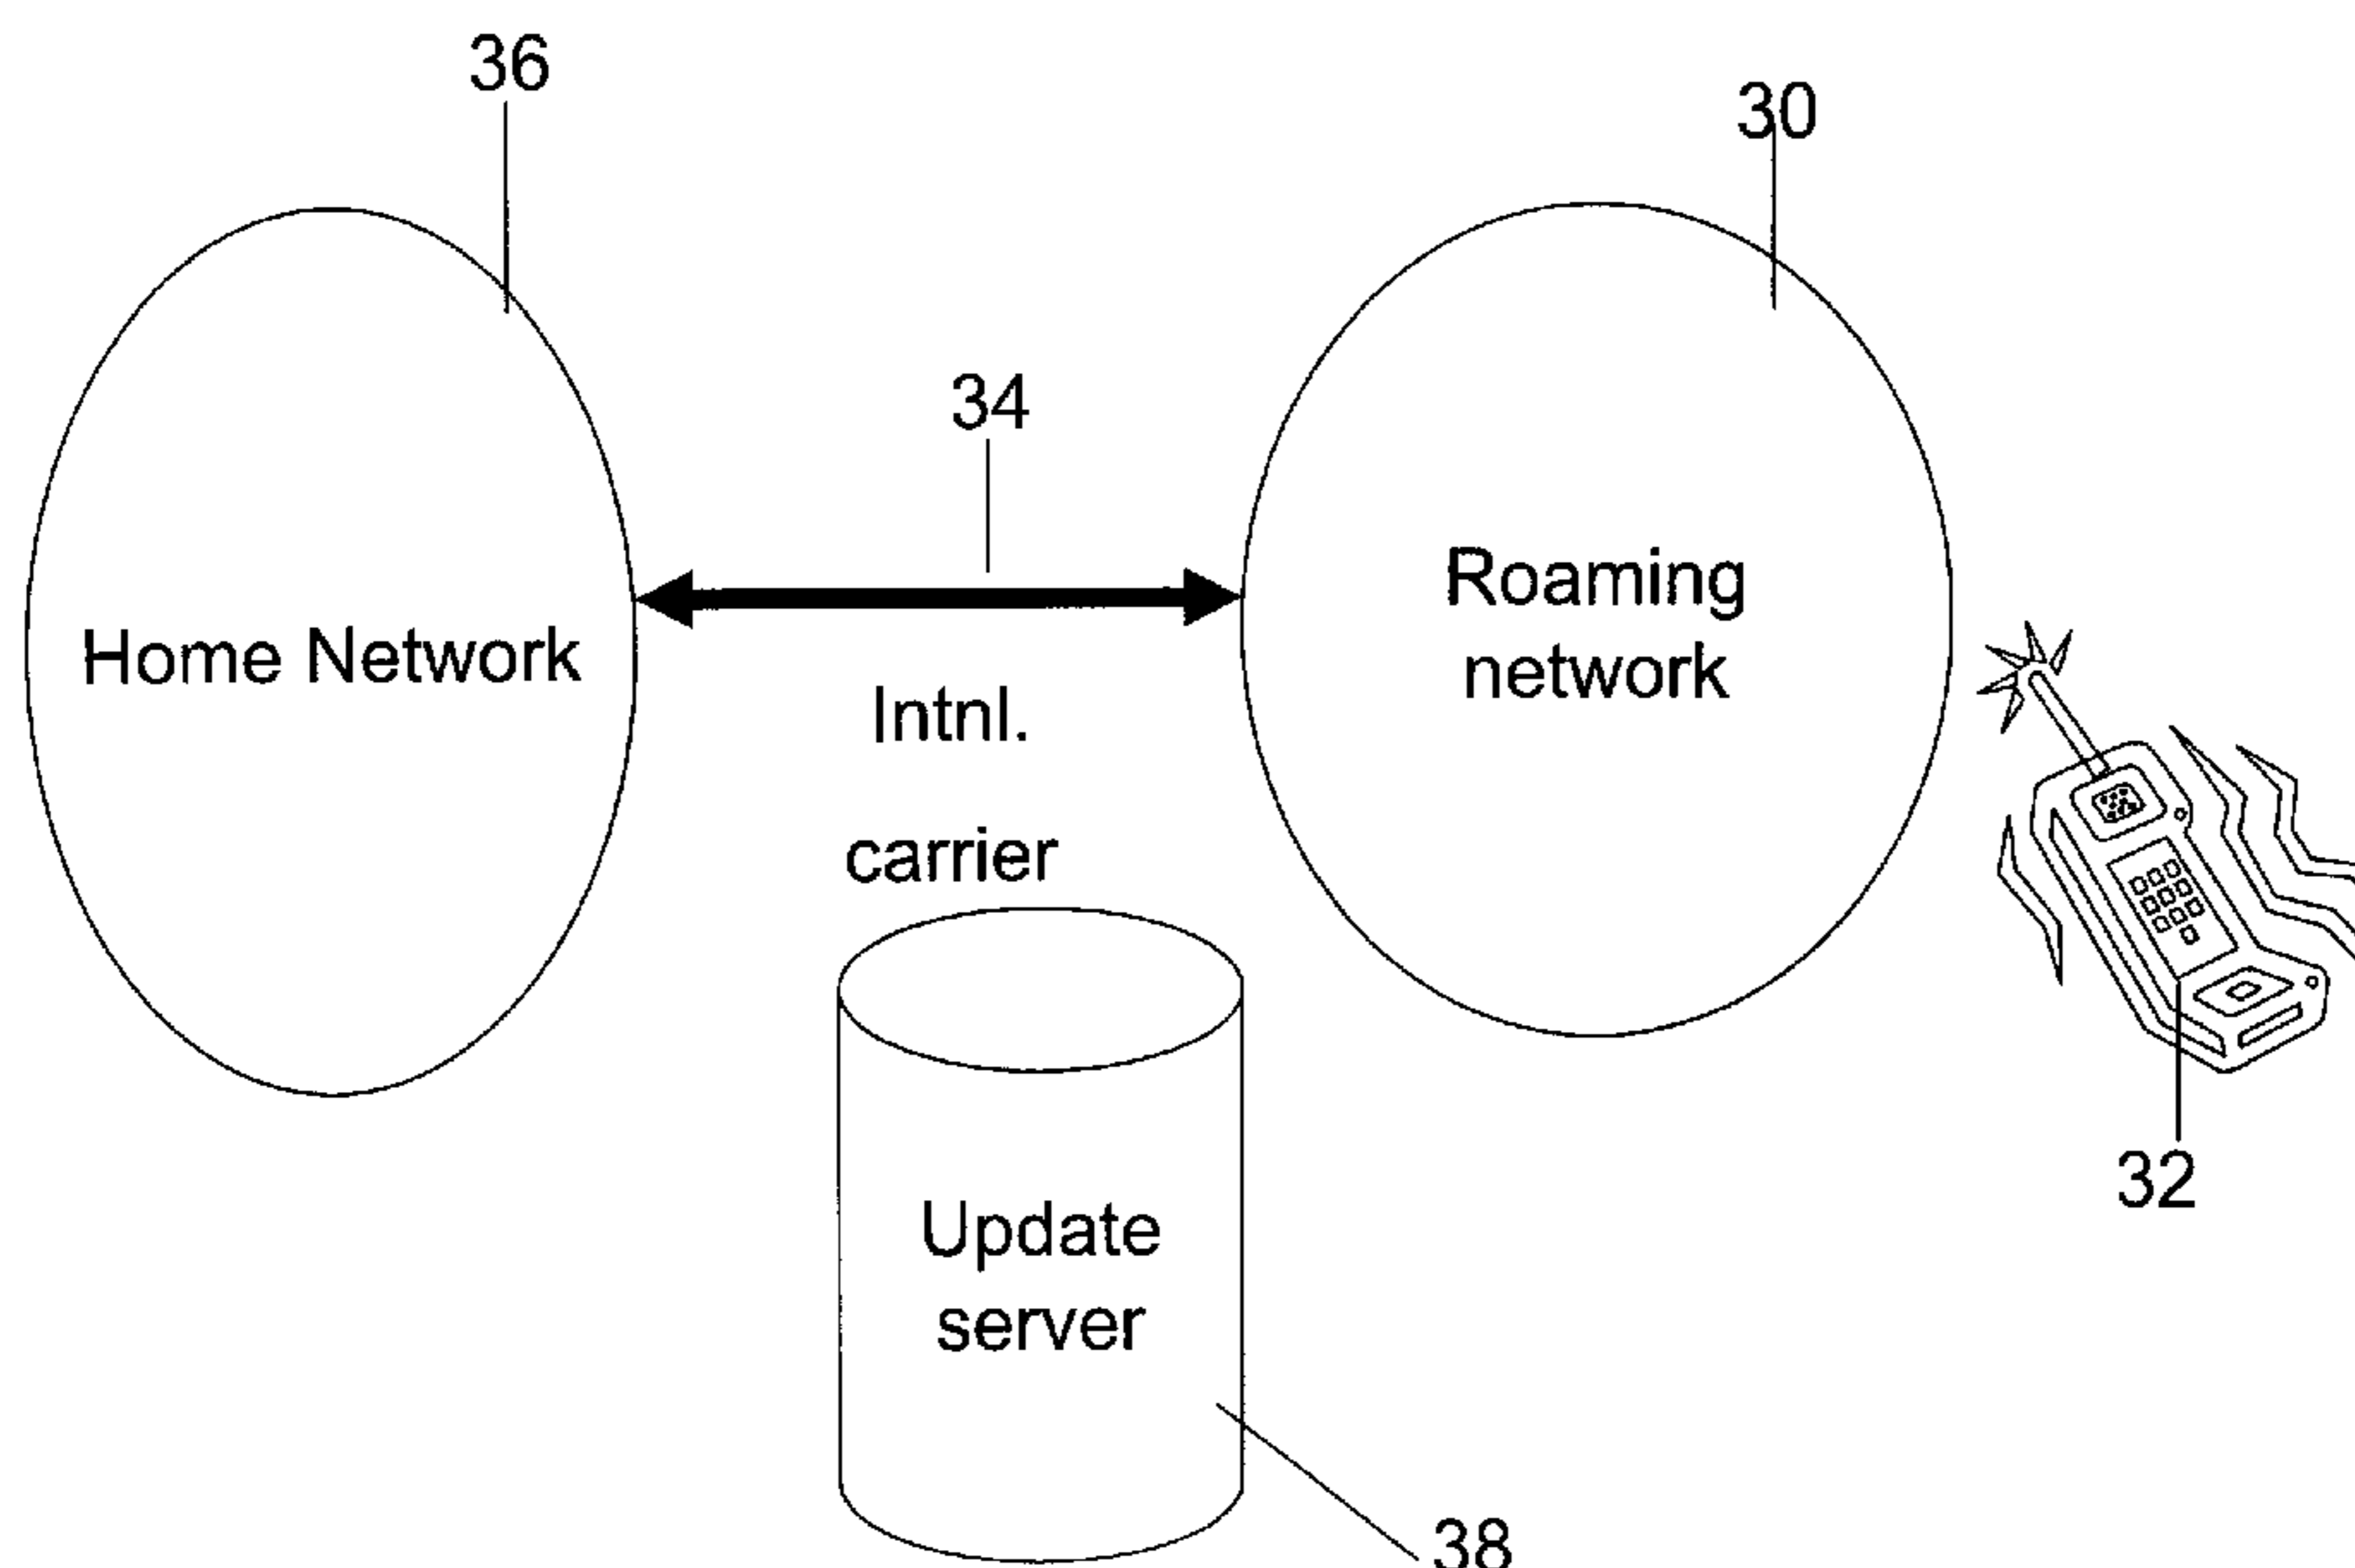 36
30
34
Home Network
Roaming
network
Intnl.
carrier
Update
server
32
38